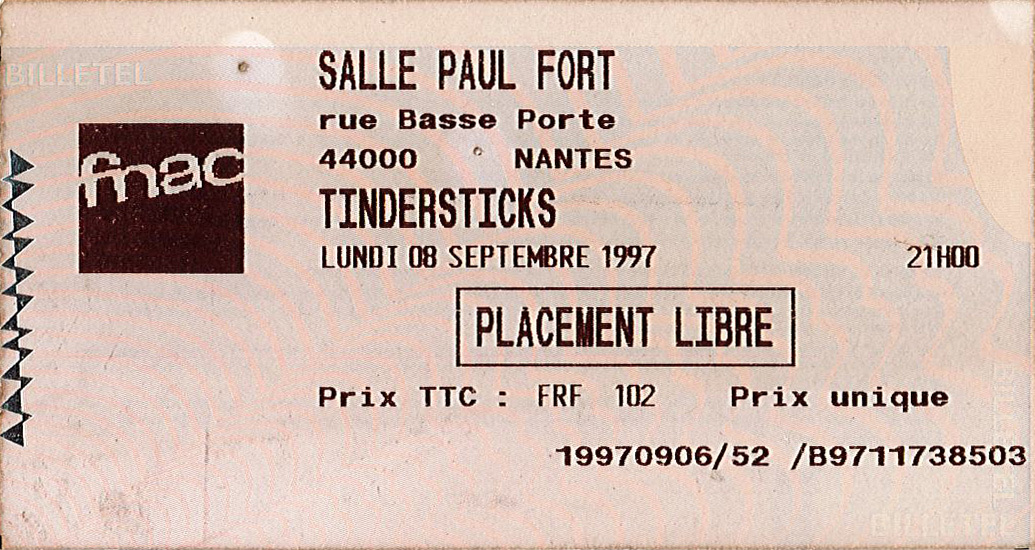 BILLETEL
fnac
SALLE PAUL FORT
rue Basse Porte
44000 NANTES
TINDERSTICKS
LUNDI 08 SEPTEMBRE 1997 21H00
PLACEMENT LIBRE
Prix TTC : FRF 102 Prix unique
19970906/52 /B9711738503
BILLETEL